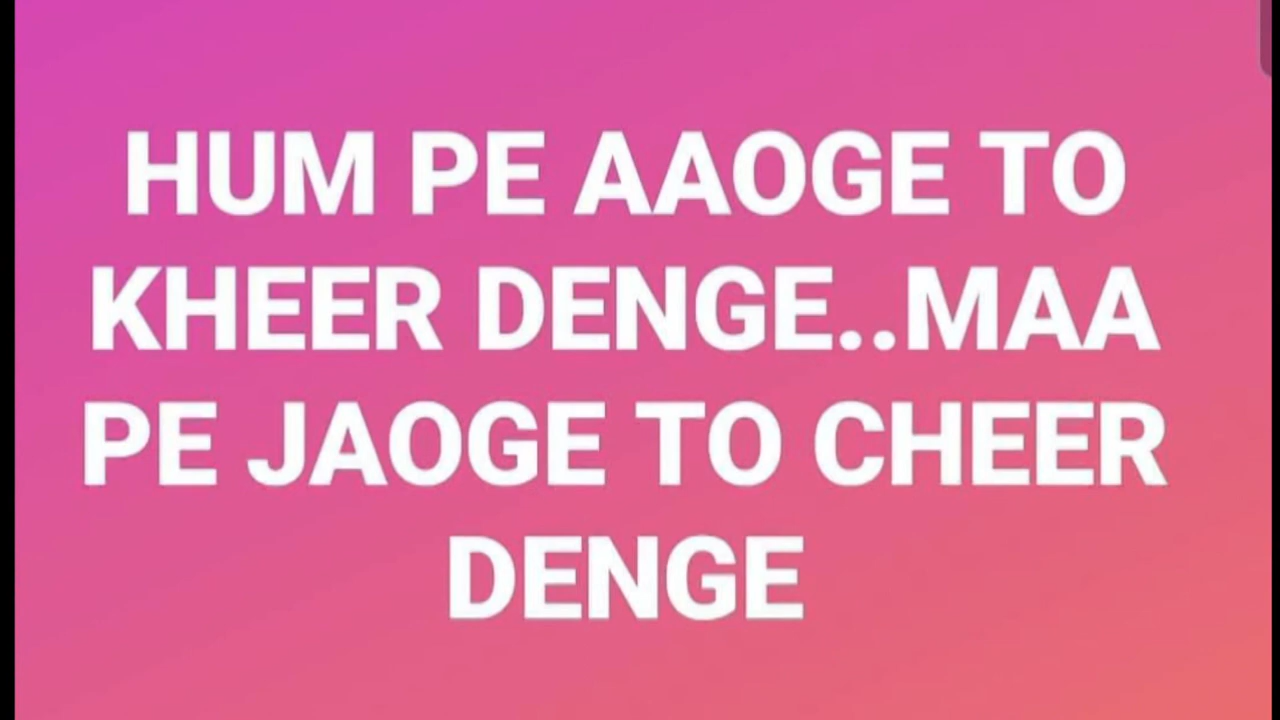 HUM PE AAOGE TO
KHEER DENGE..MAA
PE JAOGE TO CHEER
DENGE